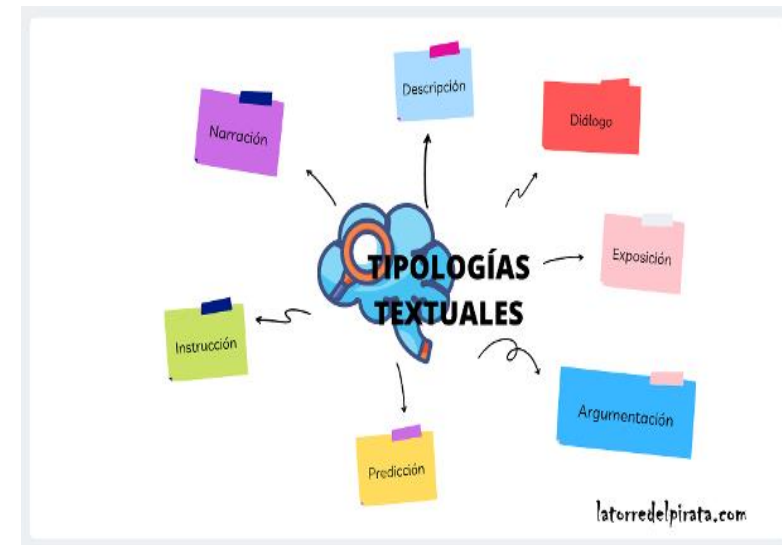 Descripción
Narración
Diálogo
Exposición
TIPOLOGÍAS
TEXTUALES
Instrucción
Argumentación
Predicción
latorredelpirata.com